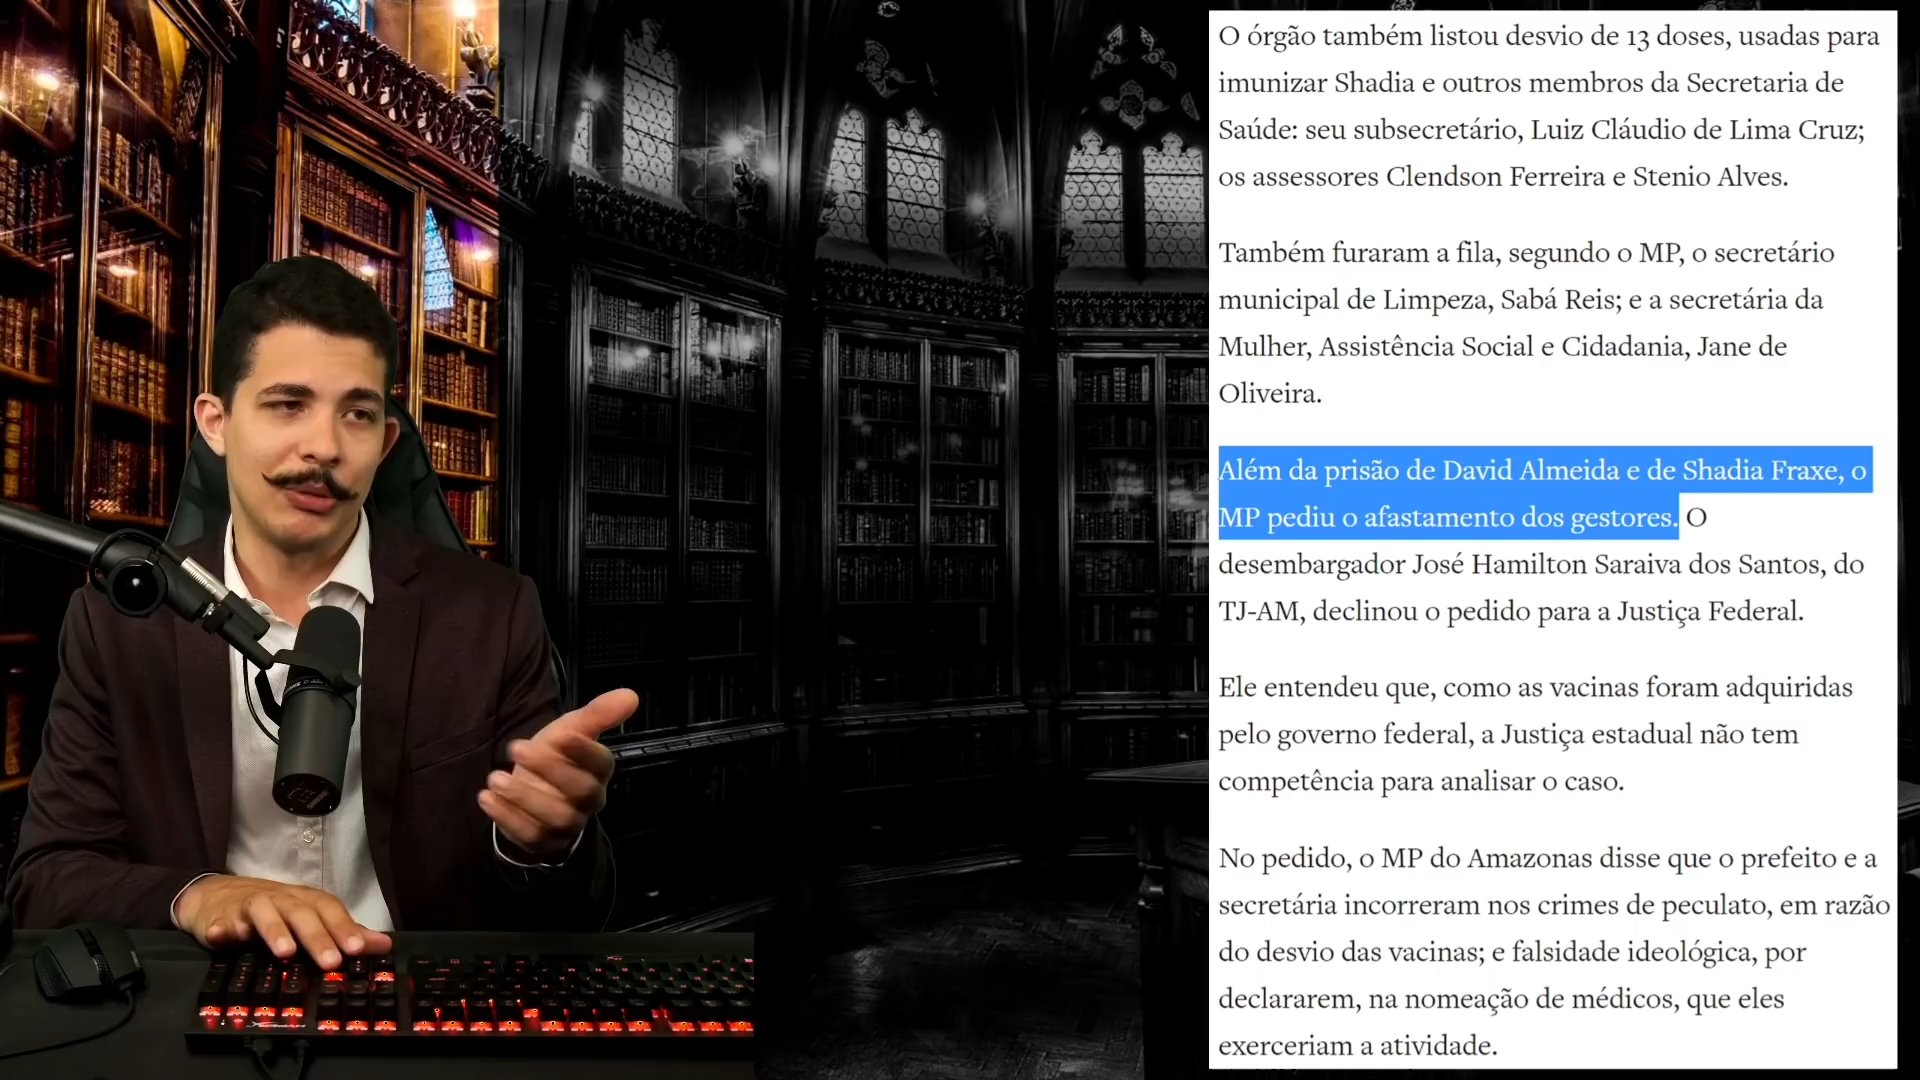 O órgão também listou desvio de 13 doses, usadas para
imunizar Shadia e outros membros da Secretaria de
Saúde: seu subsecretário, Luiz Cláudio de Lima Cruz;
os assessores Clendson Ferreira e Stenio Alves.
Também furaram a fila, segundo o MP, o secretário
municipal de Limpeza, Sabá Reis; e a secretária da
Mulher, Assistência Social e Cidadania, Jane de
Oliveira.
Além da prisão de David Almeida e de Shadia Fraxe, o
MP pediu o afastamento dos gestores. O
desembargador José Hamilton Saraiva dos Santos, do
TJ-AM, declinou o pedido para a Justiça Federal.
Ele entendeu que, como as vacinas foram adquiridas
pelo governo federal, a Justiça estadual não tem
competência para analisar o caso.
No pedido, o MP do Amazonas disse que o prefeito e a
secretária incorreram nos crimes de peculato, em razão
do desvio das vacinas; e falsidade ideológica, por
declararem, na nomeação de médicos, que eles
exerceriam a atividade.